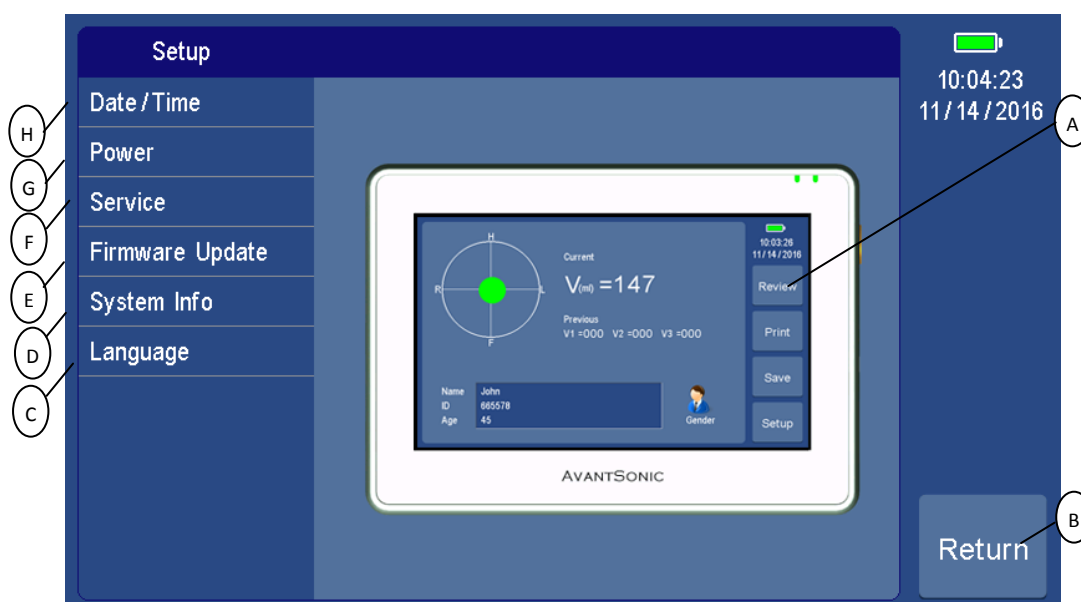 Setup
10:04:23
11/14/2016
A
H
Date/Time
G
Power
F
Service
E
Firmware Update
D
System Info
C
Language
H
R
L
F
Current
V(ml) =147
Previous
V1 =000 V2 =000 V3 =000
10:03:26
11/14/2016
Review
Print
Save
Setup
Name John
ID 665578
Age 45
Gender
AVANTSONIC
B
Return